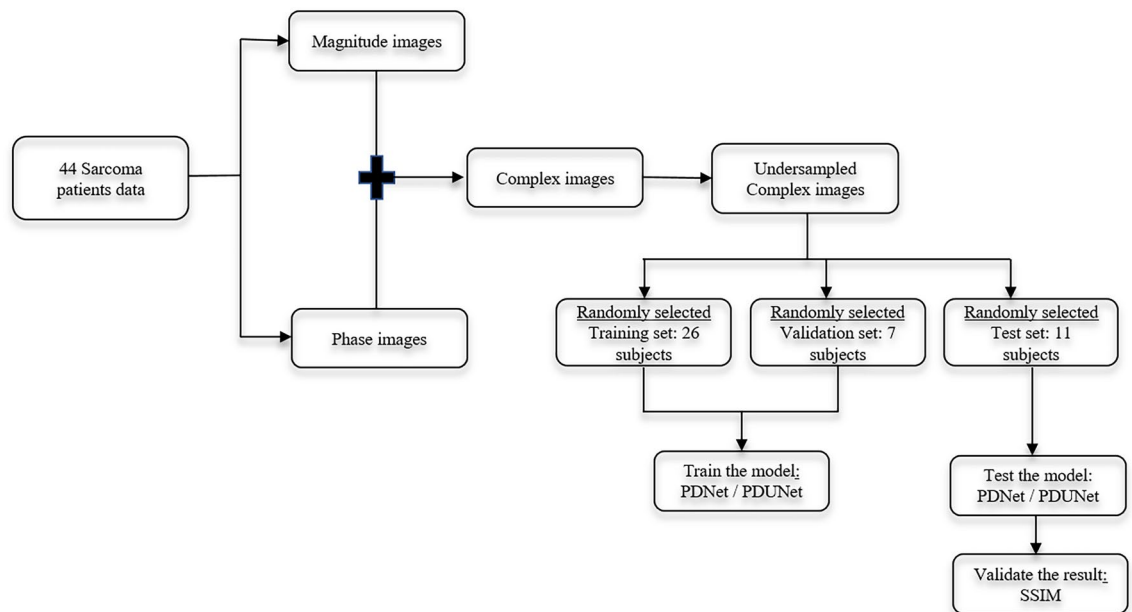 Magnitude images
44 Sarcoma
patients data
Complex images
Undersampled
Complex images
Phase images
Randomly selected
Training set: 26
subjects
Randomly selected
Validation set: 7
subjects
Randomly selected
Test set: 11
subjects
Train the model:
PDNet / PDUNet
Test the model:
PDNet / PDUNet
Validate the result:
SSIM